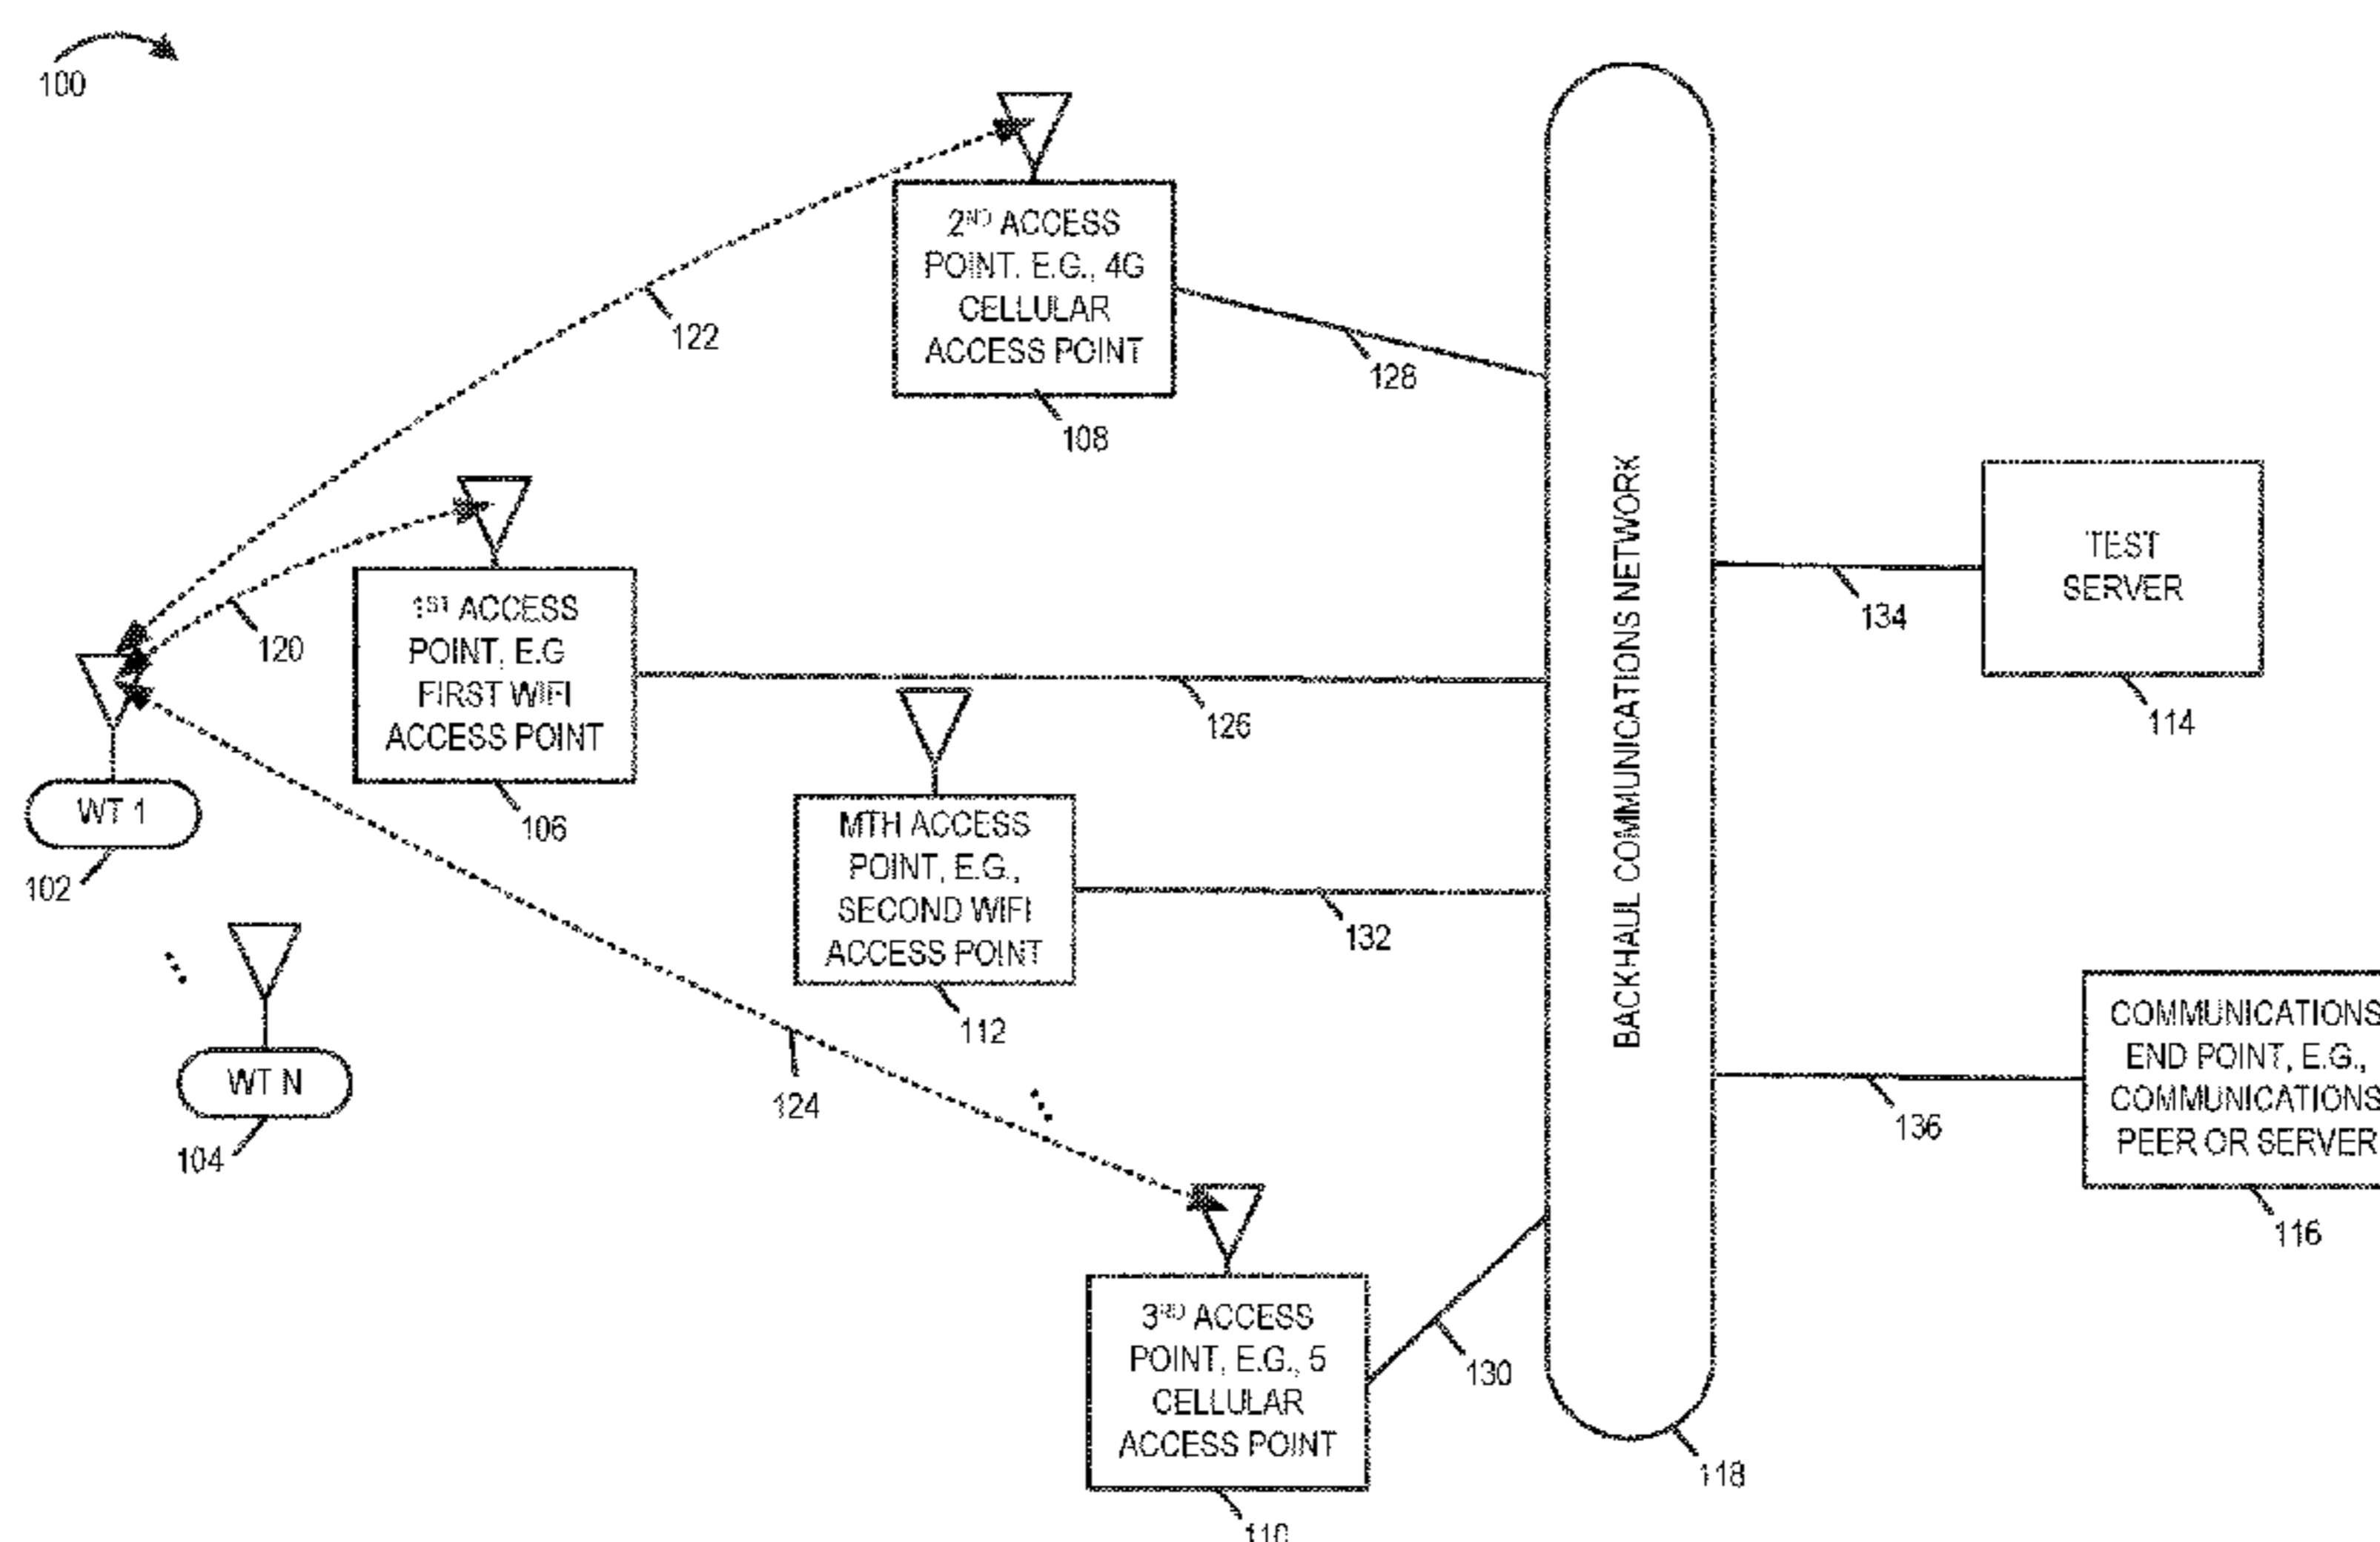 100
2ND ACCESS
POINT, E.G., 4G
CELLULAR
ACCESS POINT
108
122
128
1ST ACCESS
POINT, E.G
FIRST WIFI
ACCESS POINT
106
120
126
WT 1
102
MTH ACCESS
POINT, E.G.,
SECOND WIFI
ACCESS POINT
112
132
WT N
104
124
3RD ACCESS
POINT, E.G., 5
CELLULAR
ACCESS POINT
110
130
BACKHAUL COMMUNICATIONS NETWORK
118
TEST
SERVER
114
134
COMMUNICATIONS
END POINT, E.G.,
COMMUNICATIONS
PEER OR SERVER
116
136